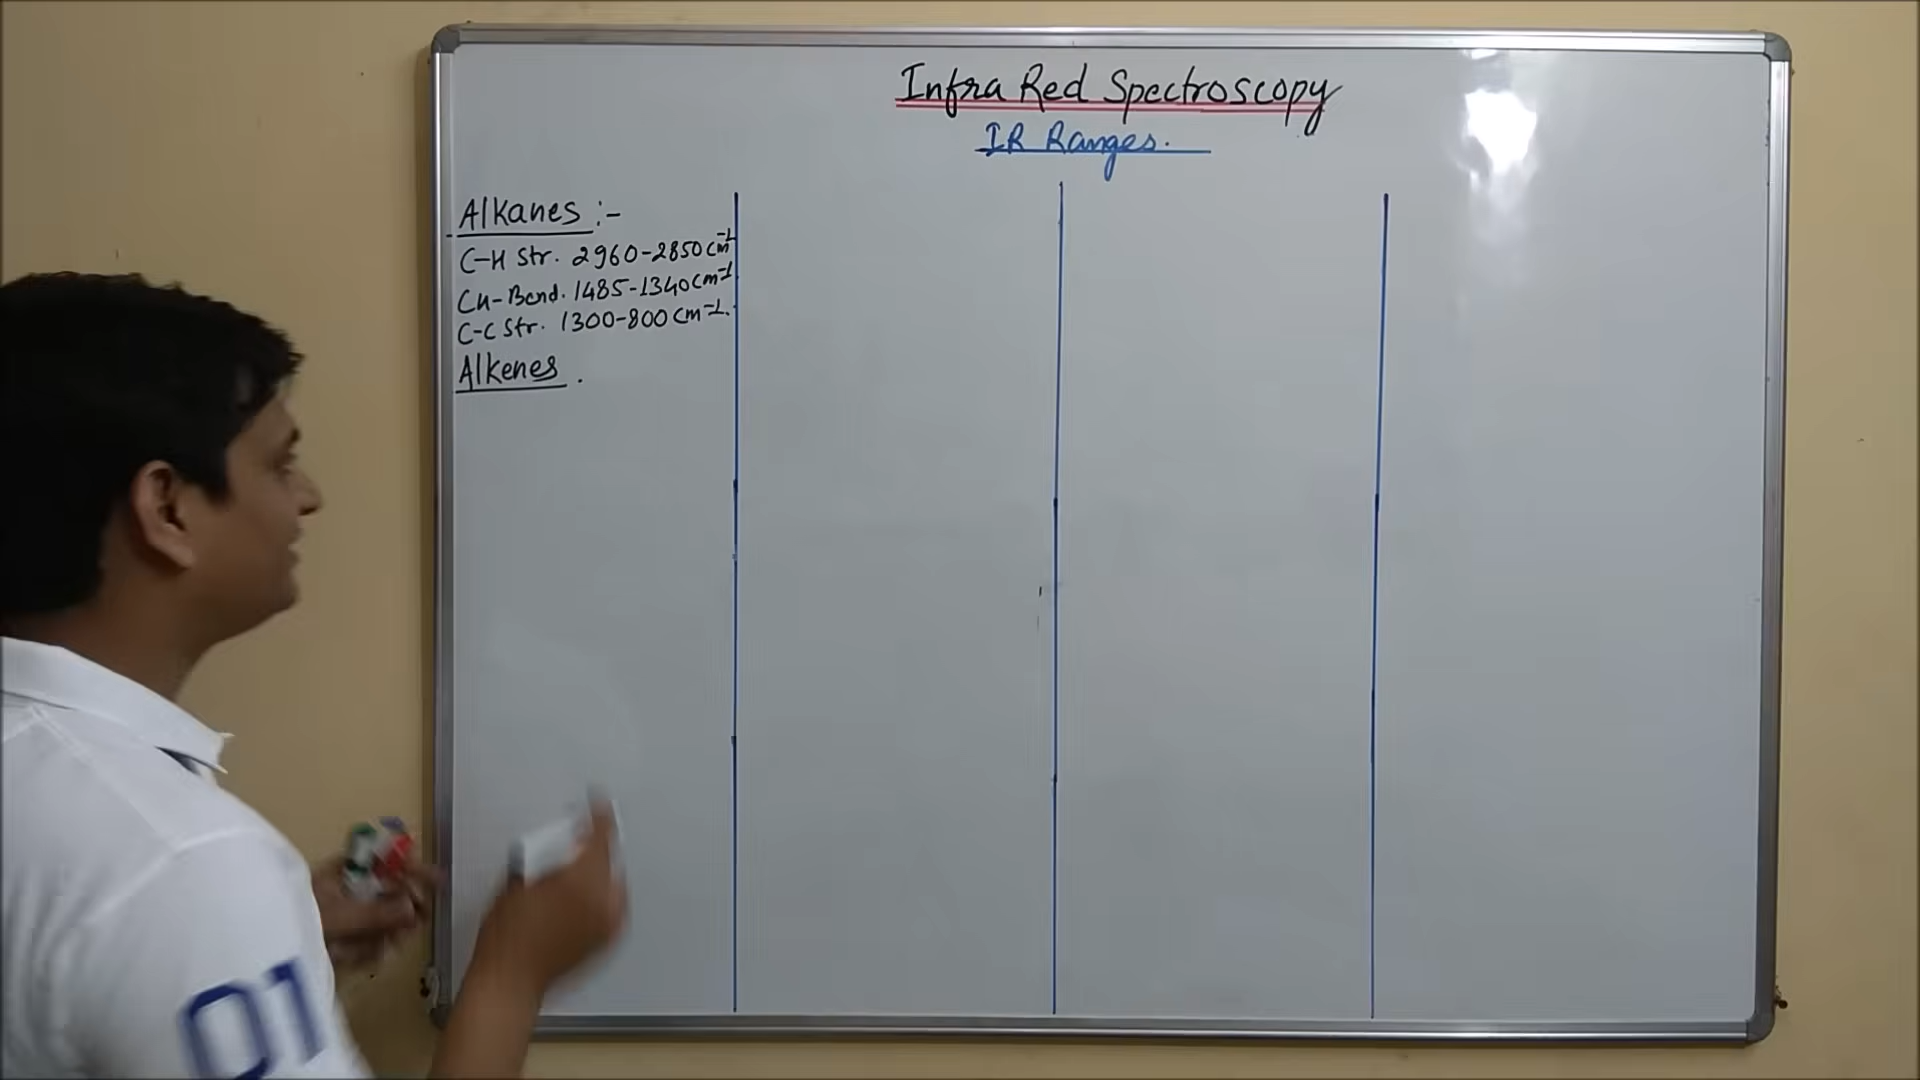 Infra Red Spectroscopy
IR Ranges.
Alkanes :-
C-H Str. 2960-2850 cm-1
CH-Bend. 1485-1340 cm-1
C-C Str. 1300-800 cm-1.
Alkenes .
01